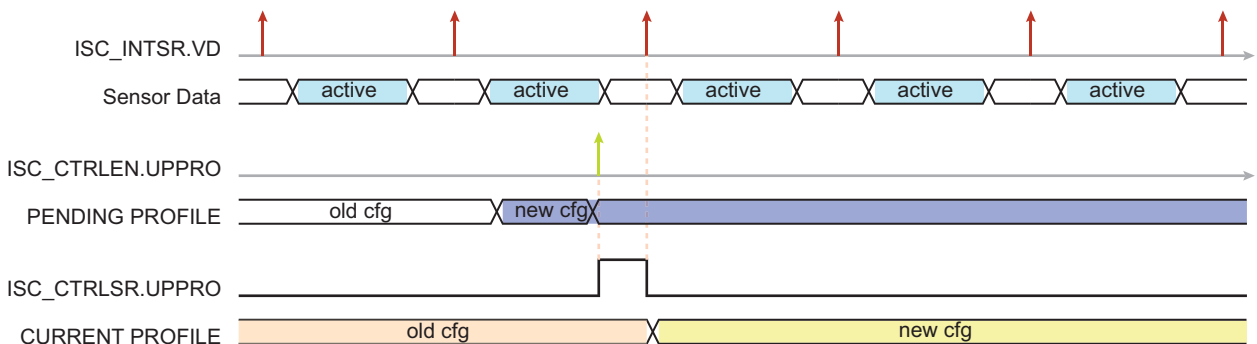 ISC_INTSR.VD
Sensor Data active active active active active
ISC_CTRLEN.UPPRO
PENDING PROFILE old cfg new cfg
ISC_CTRLSR.UPPRO
CURRENT PROFILE old cfg new cfg